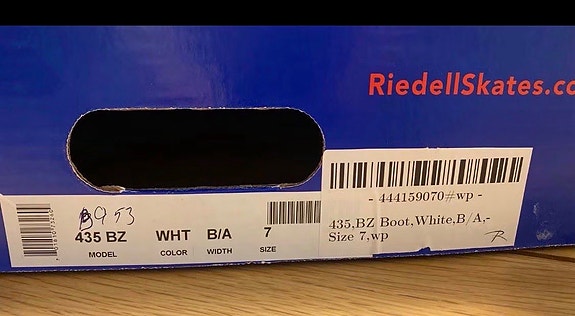 RiedellSkates.co
- 444159070#wp -
435,BZ Boot,White,B/A,-
Size 7,wp
B953
435 BZ WHT B/A 7
MODEL COLOR WIDTH SIZE